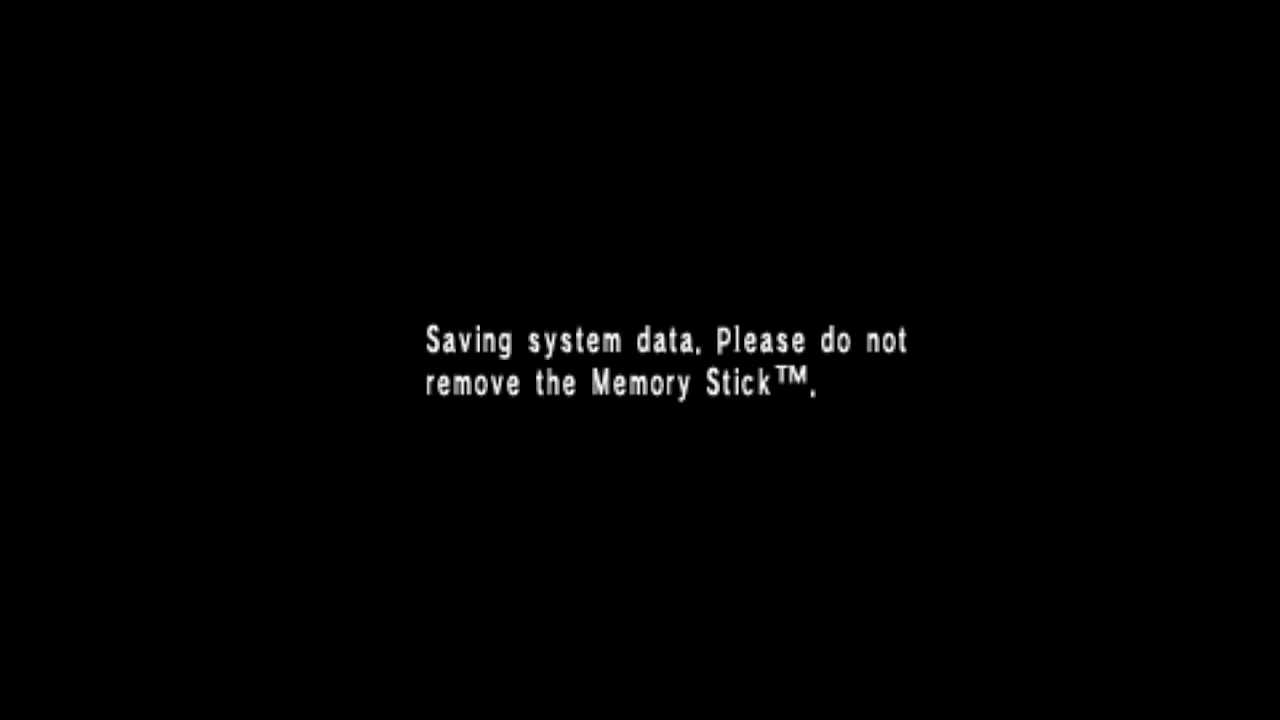 Saving system data. Please do not
remove the Memory Stick™.